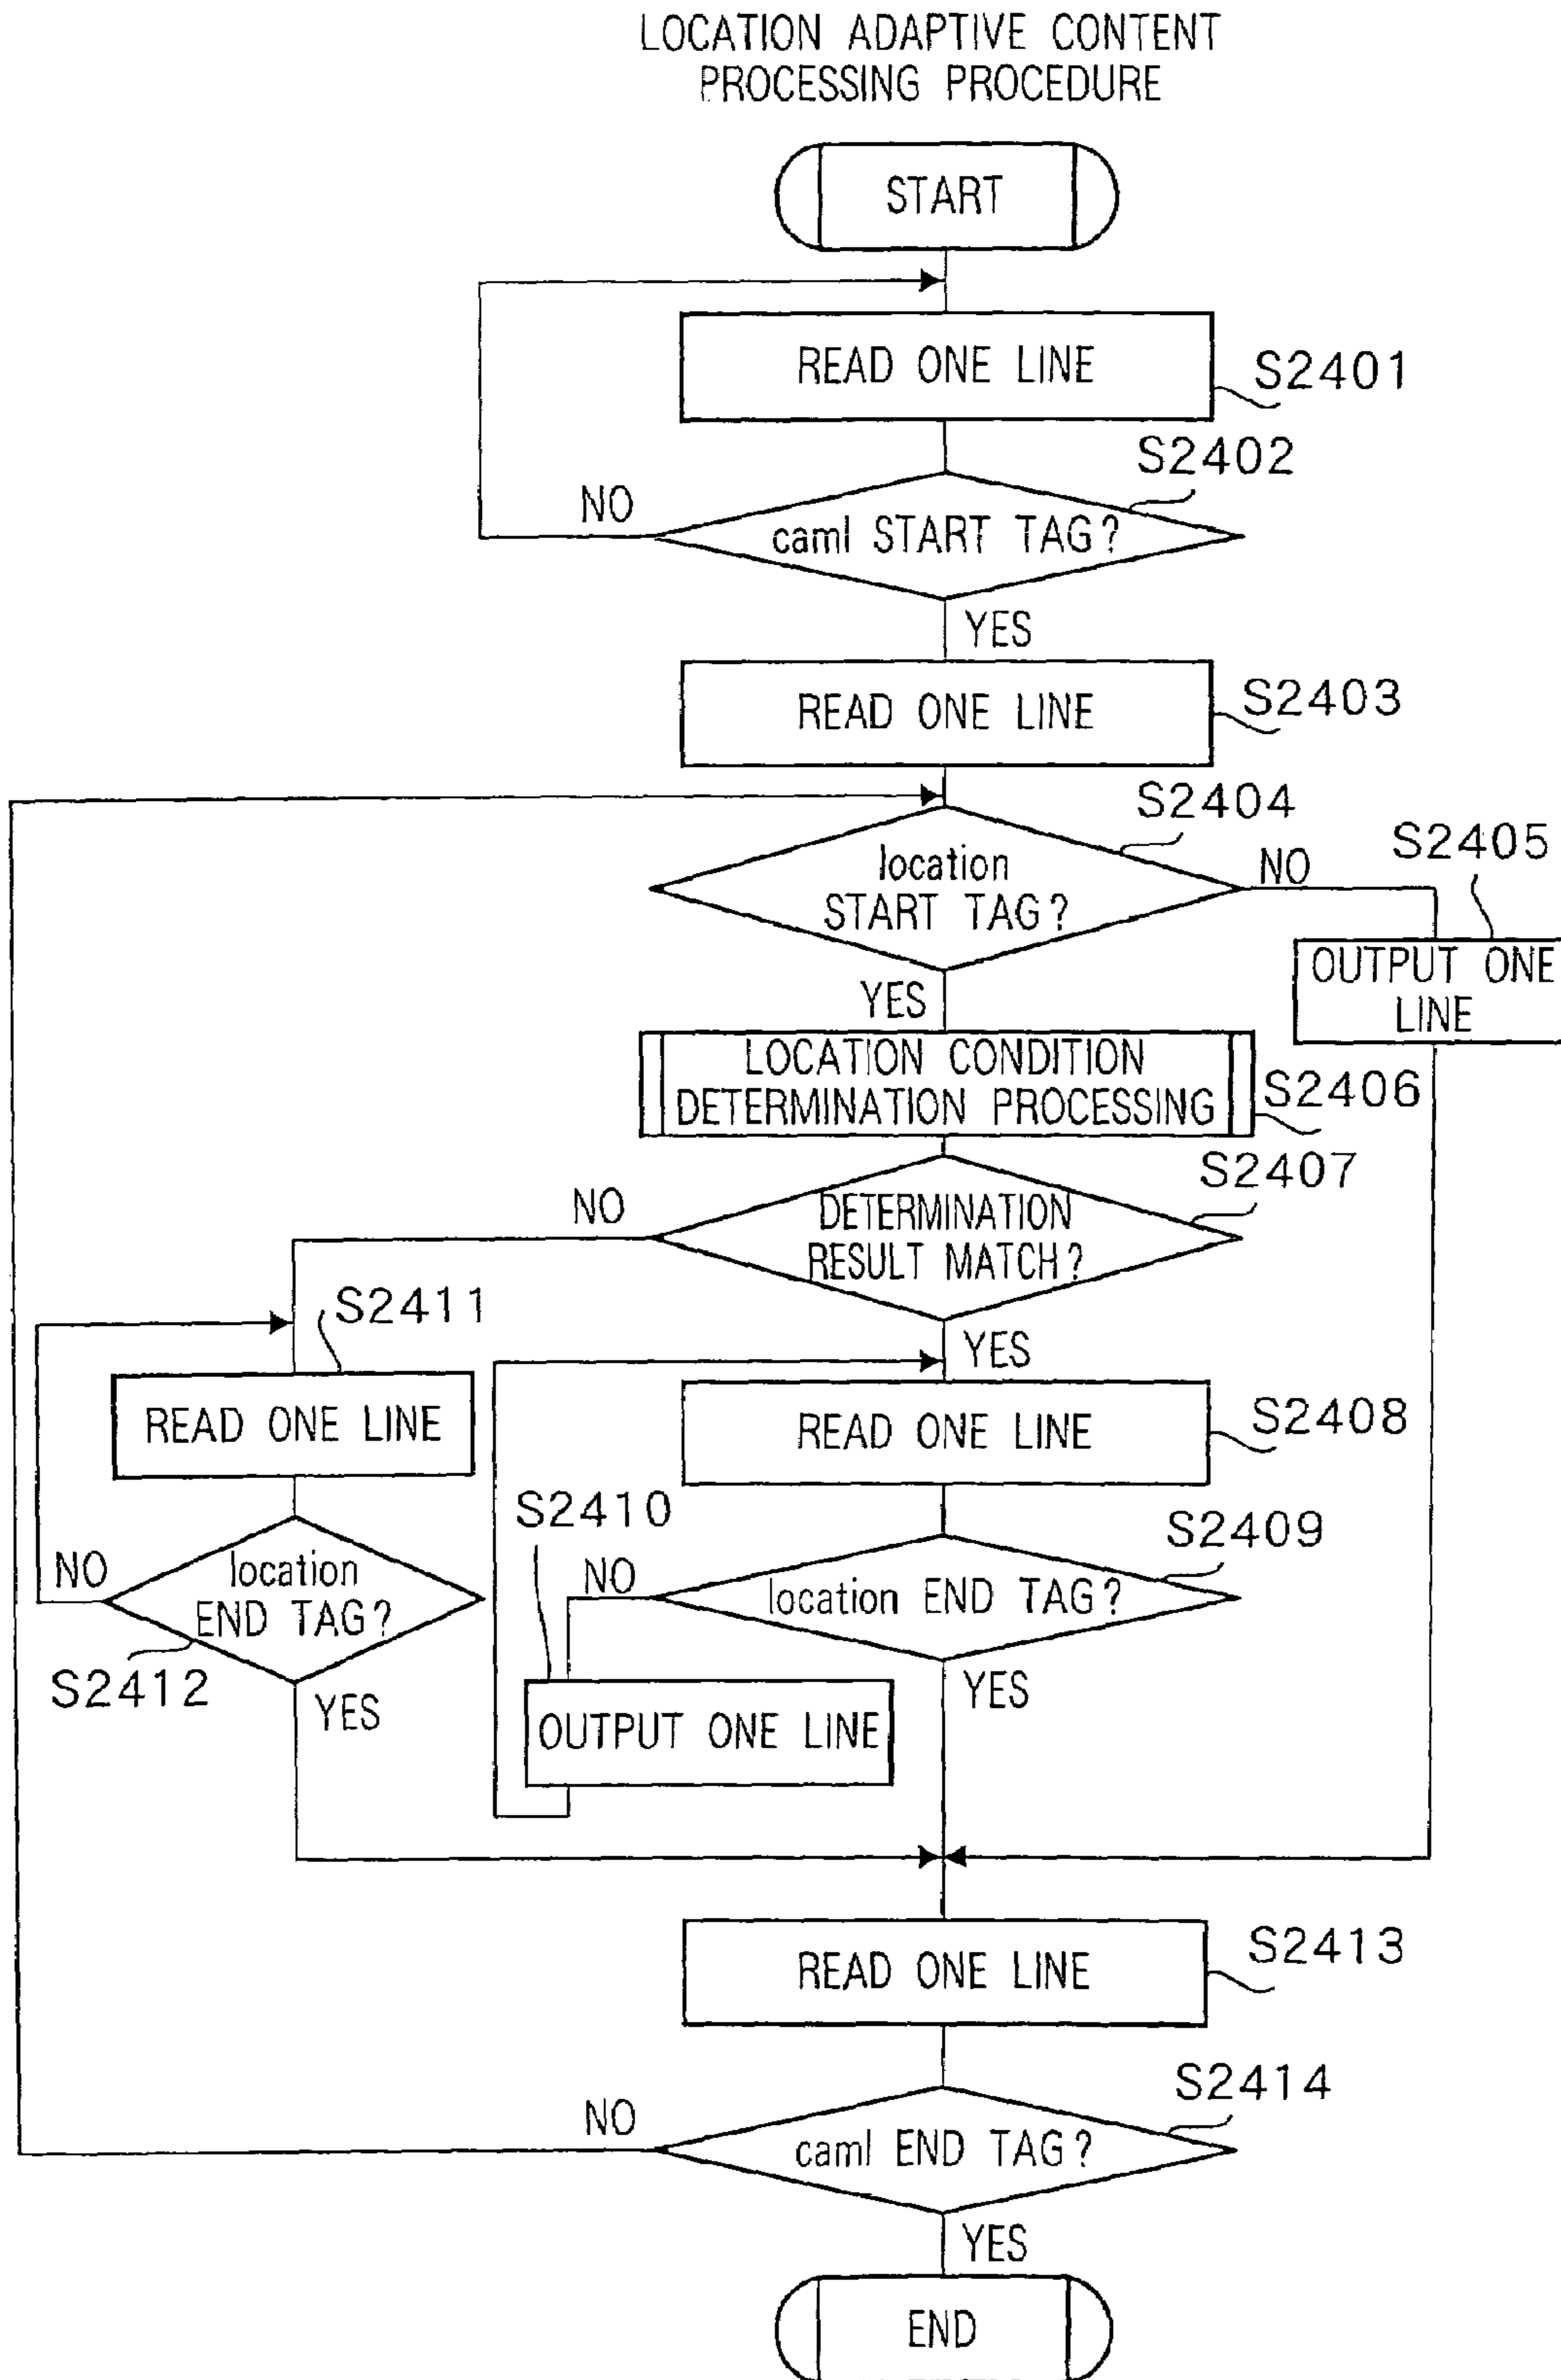 LOCATION ADAPTIVE CONTENT
PROCESSING PROCEDURE
START
READ ONE LINE
S2401
S2402
NO
caml START TAG?
YES
READ ONE LINE
S2403
S2404
location
START TAG?
NO
S2405
OUTPUT ONE
LINE
YES
LOCATION CONDITION
DETERMINATION PROCESSING
S2406
S2407
NO
DETERMINATION
RESULT MATCH?
YES
S2411
READ ONE LINE
READ ONE LINE
S2408
S2410
S2409
NO
location
END TAG?
S2412
YES
NO
location END TAG?
YES
OUTPUT ONE LINE
READ ONE LINE
S2413
S2414
NO
caml END TAG?
YES
END